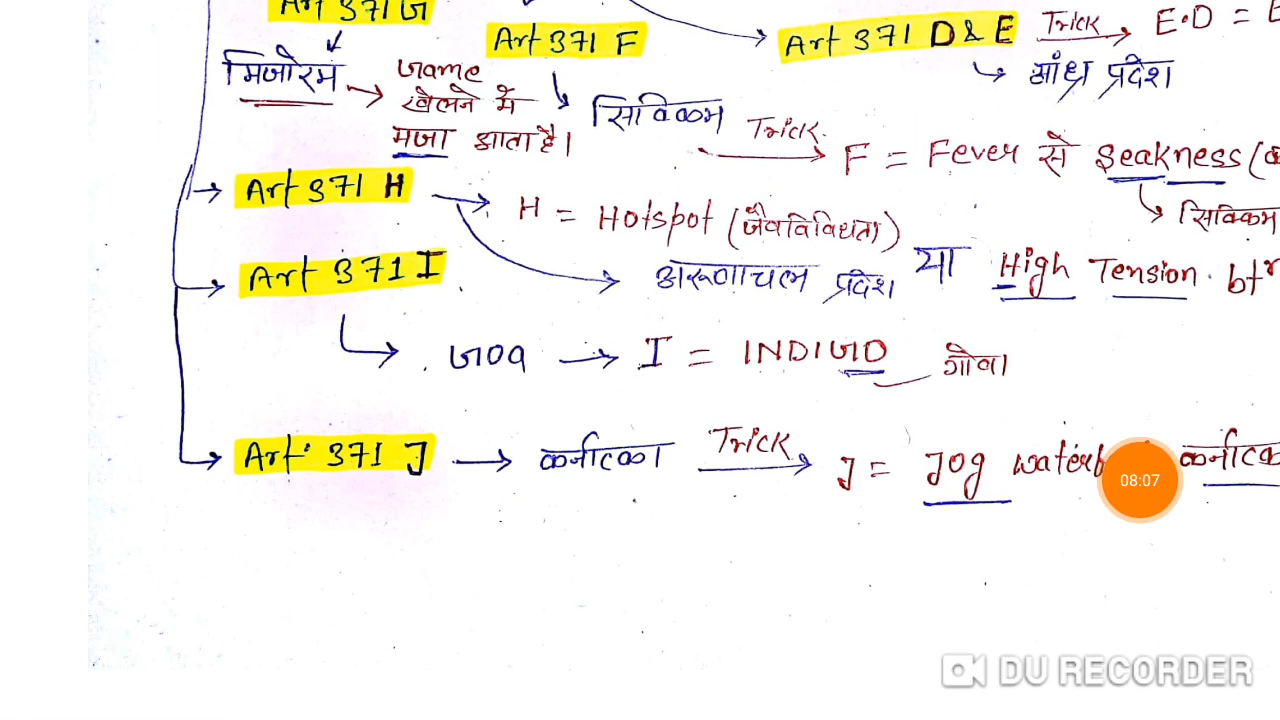 Art 371 G
मिजोरम → Game खेलने में मजा आता है।
Art 371 F
सिक्किम Trick F = Fever से Seakness (
सिक्किम
Art 371 D & E Trick E.D = E
आंध्र प्रदेश
Art 371 H → H = Hotspot (जैवविविधता)
अरूणाचल प्रदेश या High Tension btⁿ
Art 371 I
गोवा → I = INDIGO गोवा
Art. 371 J → कर्नाटका Trick J = Jog कर्नाटक
08:07
DU RECORDER